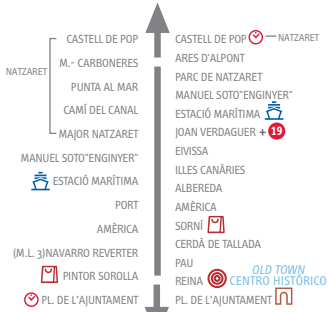 CASTELL DE POP
M.- CARBONERES
NATZARET
PUNTA AL MAR
CAMÍ DEL CANAL
MAJOR NATZARET
MANUEL SOTO"ENGINYER"
ESTACIÓ MARÍTIMA
PORT
AMÈRICA
(M.L. 3)NAVARRO REVERTER
PINTOR SOROLLA
PL. DE L'AJUNTAMENT
CASTELL DE POP NATZARET
ARES D'ALPONT
PARC DE NATZARET
MANUEL SOTO"ENGINYER"
ESTACIÓ MARÍTIMA
JOAN VERDAGUER + 19
EIVISSA
ILLES CANÀRIES
ALBEREDA
AMÈRICA
SORNÍ
CERDÀ DE TALLADA
PAU
OLD TOWN
REINA CENTRO HISTÓRICO
PL. DE L'AJUNTAMENT